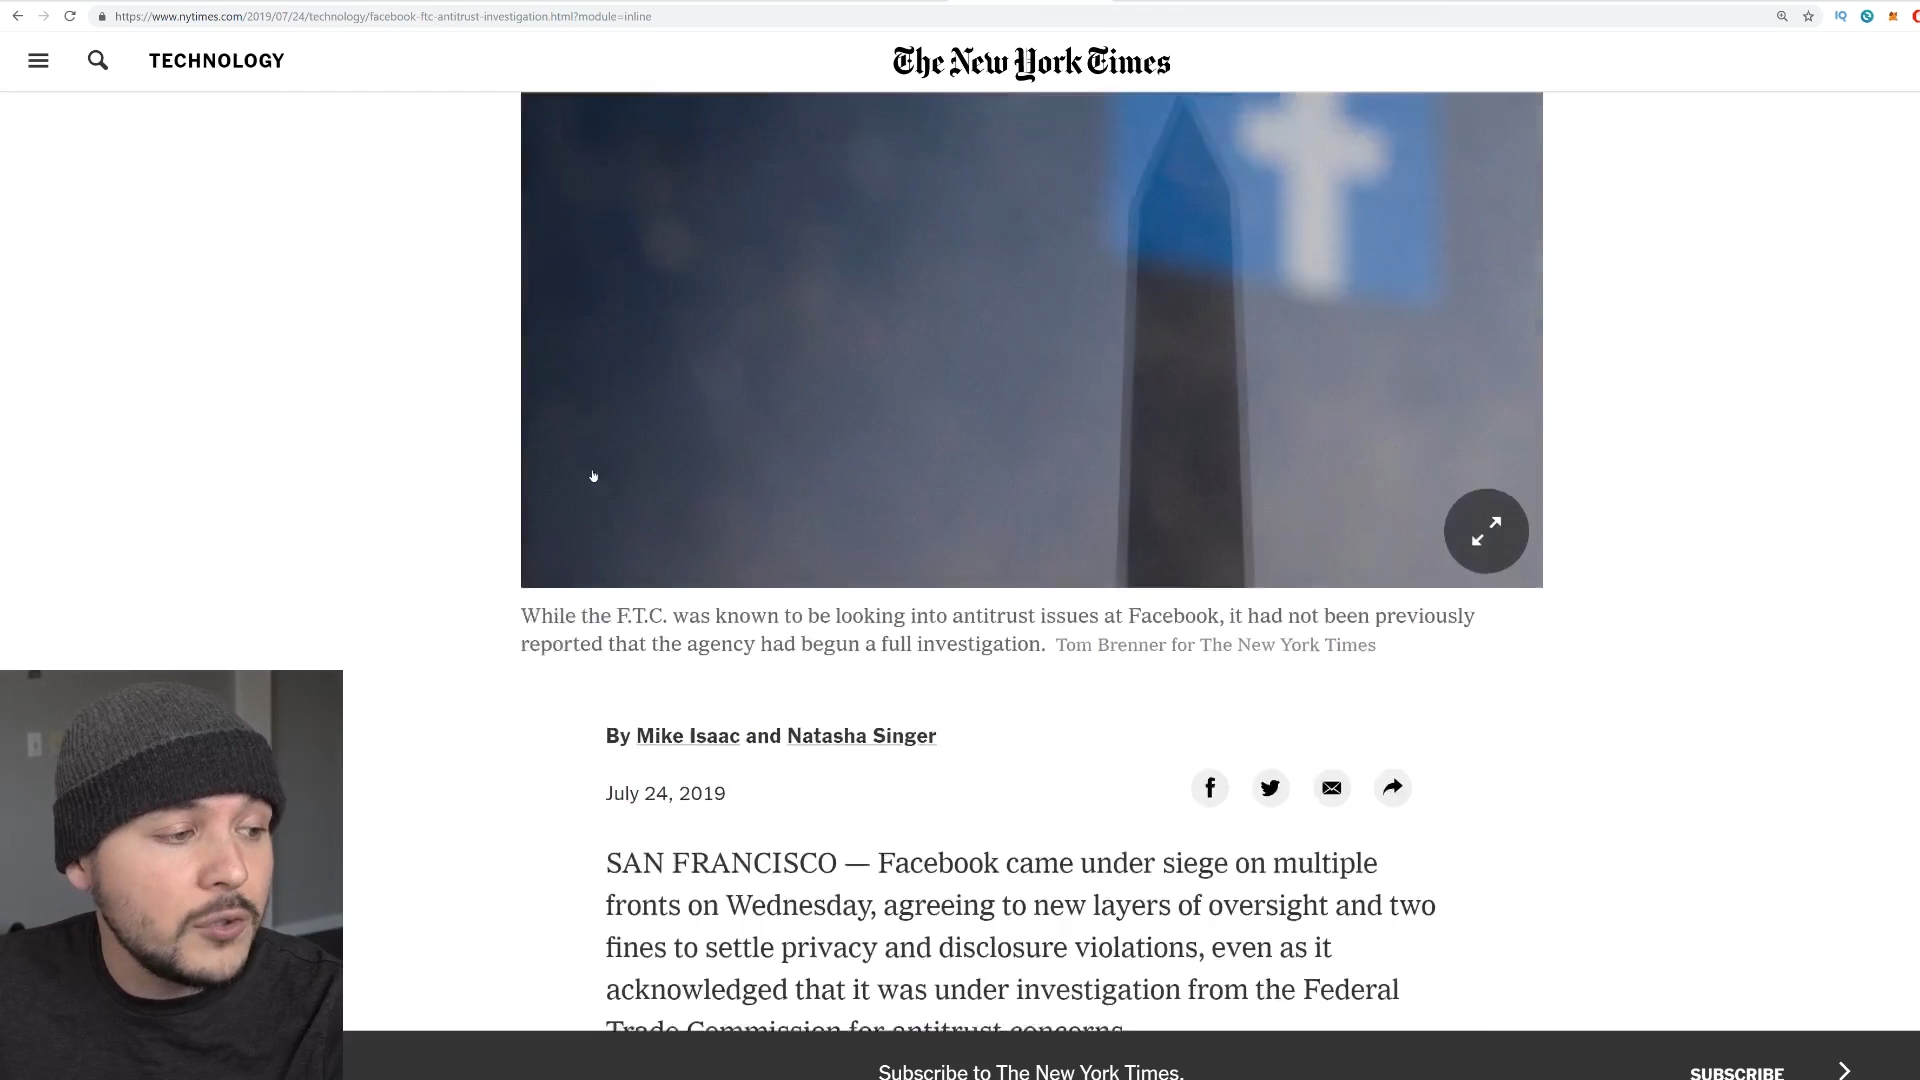 https://www.nytimes.com/2019/07/24/technology/facebook-ftc-antitrust-investigation.html?module=inline
IQ
TECHNOLOGY
The New York Times
While the F.T.C. was known to be looking into antitrust issues at Facebook, it had not been previously
reported that the agency had begun a full investigation. Tom Brenner for The New York Times
By Mike Isaac and Natasha Singer
July 24, 2019
SAN FRANCISCO — Facebook came under siege on multiple
fronts on Wednesday, agreeing to new layers of oversight and two
fines to settle privacy and disclosure violations, even as it
acknowledged that it was under investigation from the Federal
Trade Commission for antitrust concerns.
Subscribe to The New York Times.
SUBSCRIBE